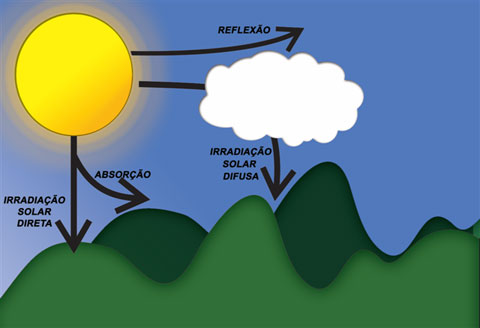 REFLEXÃO
IRRADIAÇÃO
SOLAR
DIFUSA
ABSORÇÃO
IRRADIAÇÃO
SOLAR
DIRETA